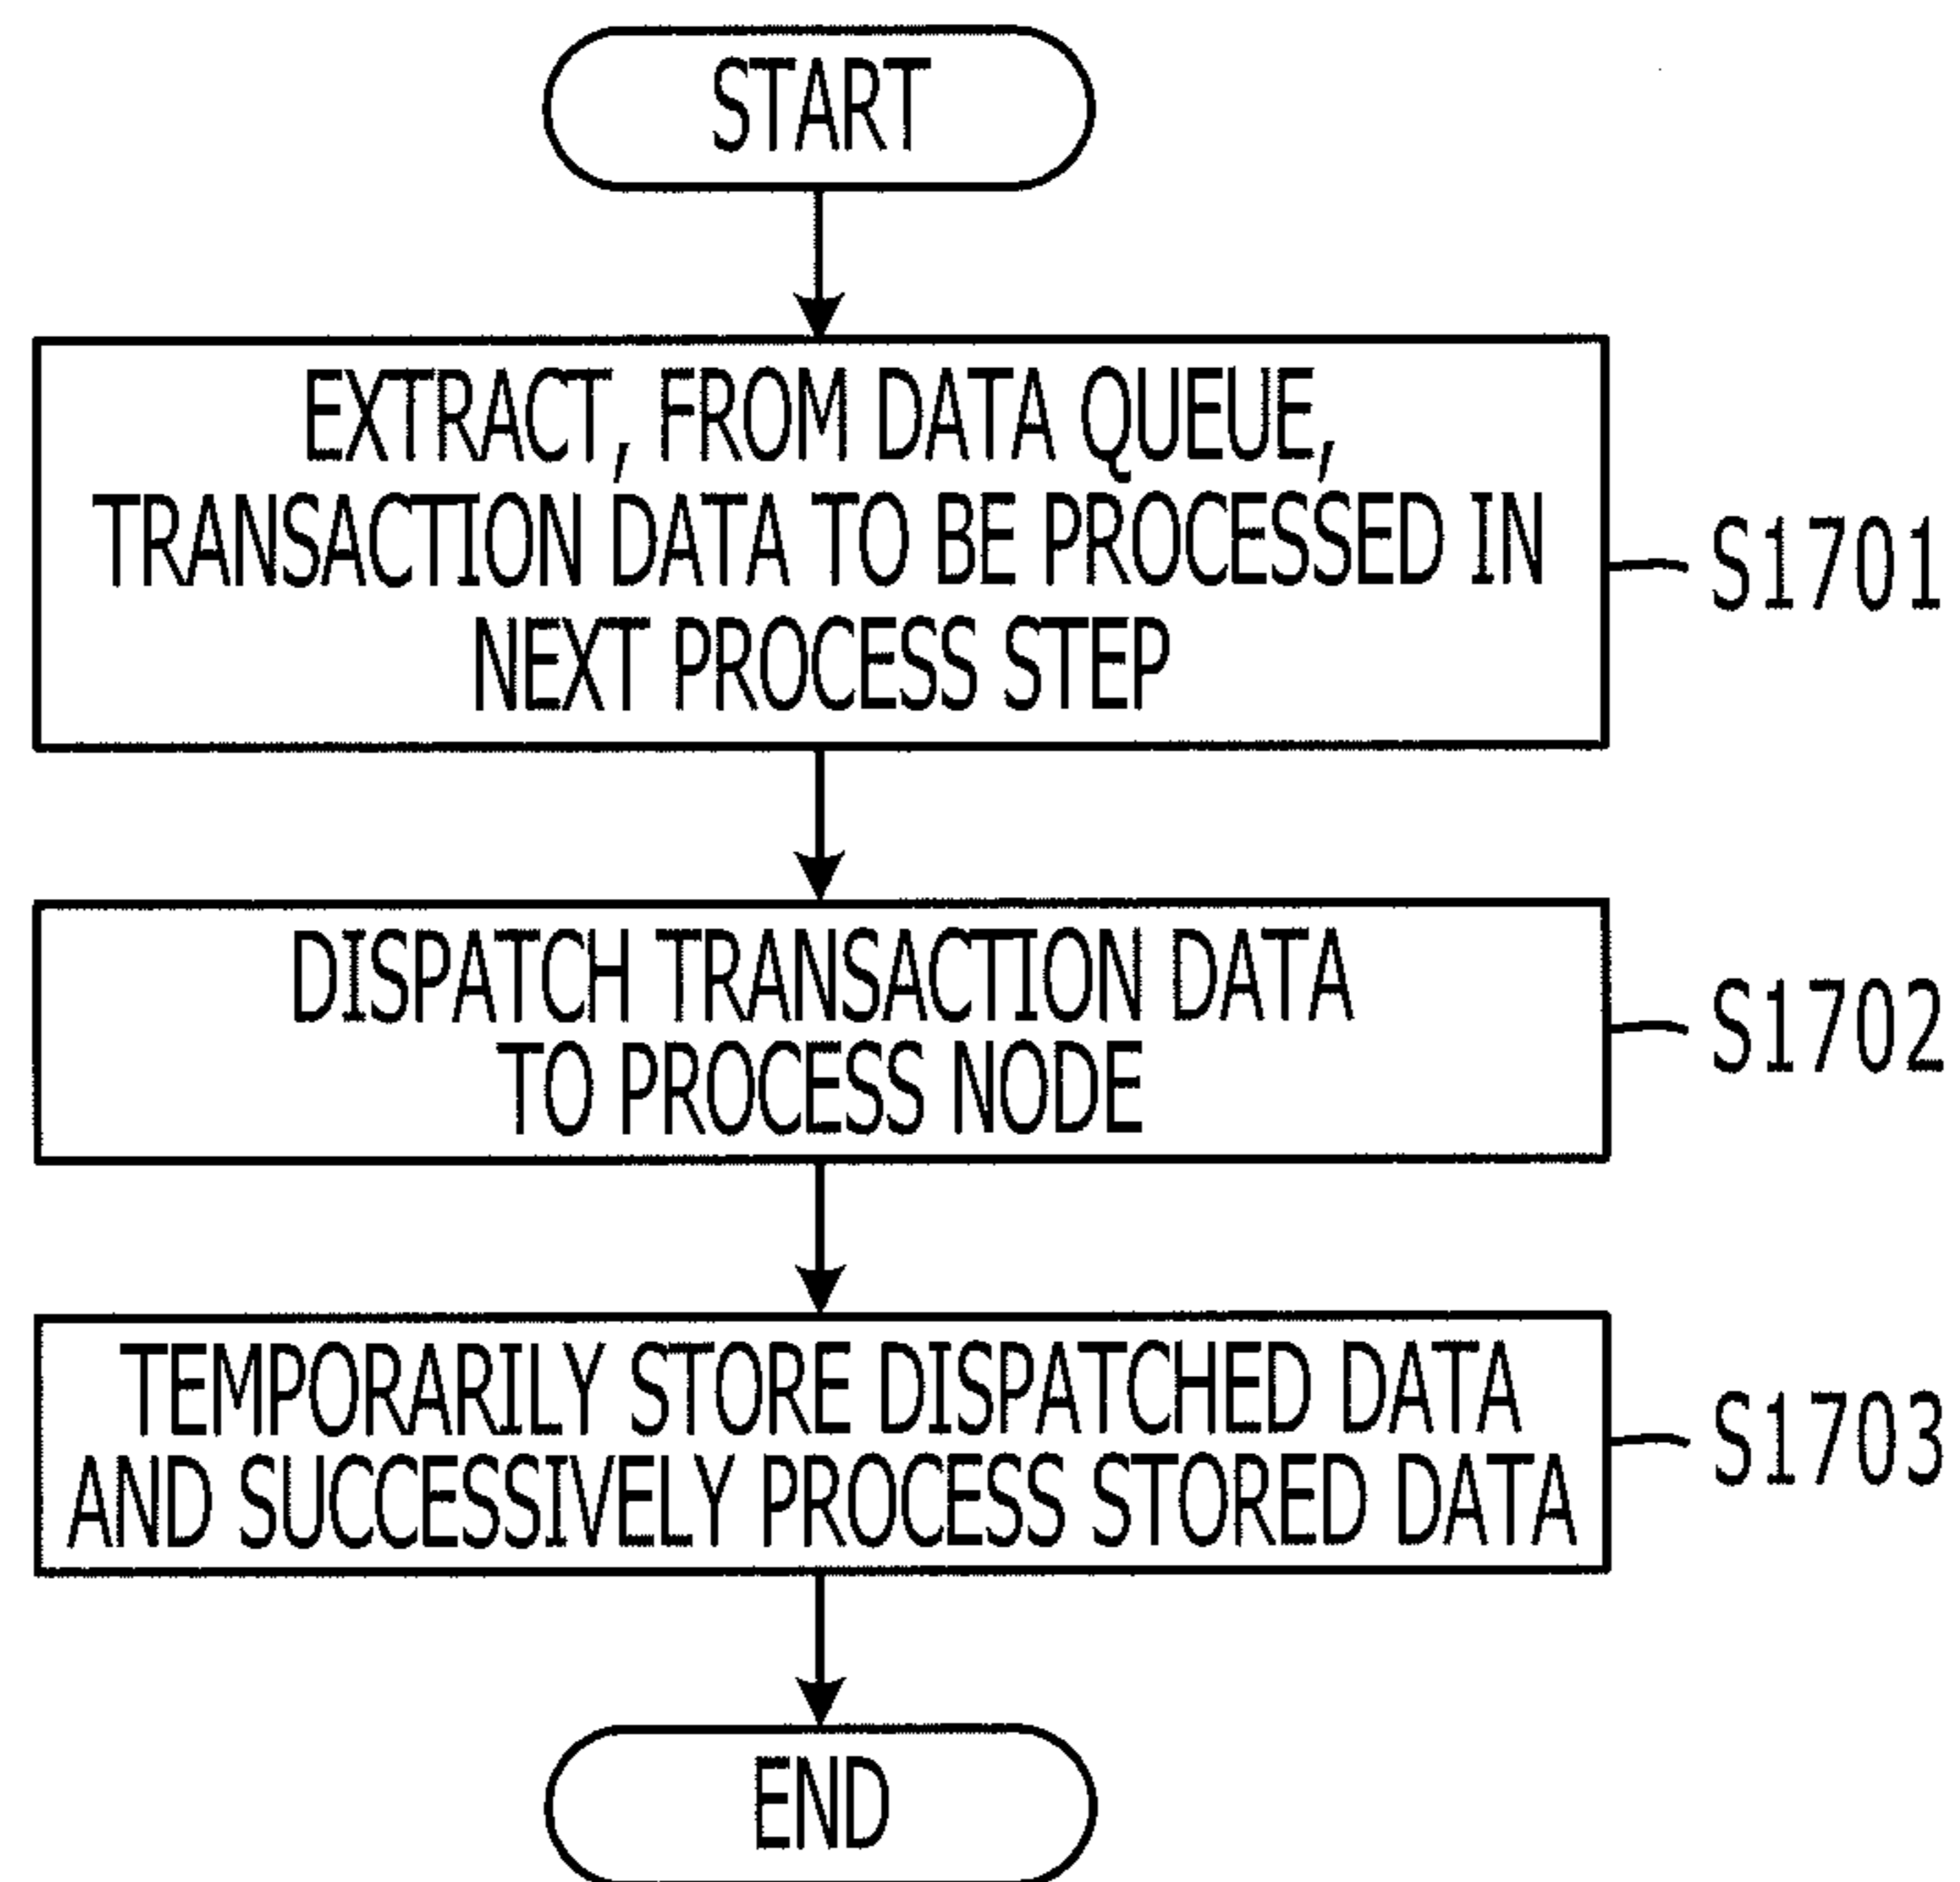 START
EXTRACT, FROM DATA QUEUE,
TRANSACTION DATA TO BE PROCESSED IN
NEXT PROCESS STEP
S1701
DISPATCH TRANSACTION DATA
TO PROCESS NODE
S1702
TEMPORARILY STORE DISPATCHED DATA
AND SUCCESSIVELY PROCESS STORED DATA
S1703
END